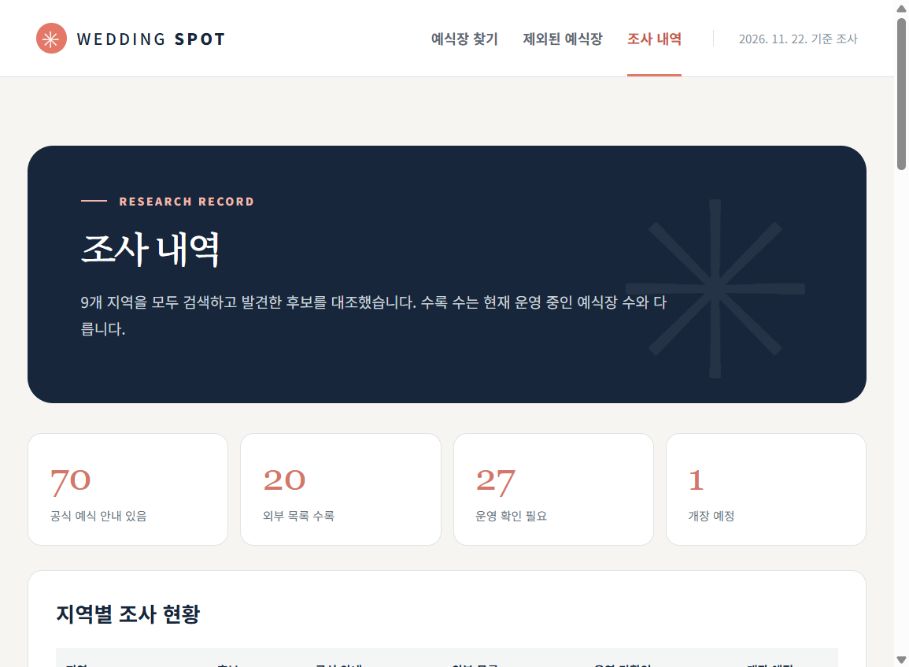 WEDDING SPOT
예식장 찾기
제외된 예식장
조사 내역
2026. 11. 22. 기준 조사
RESEARCH RECORD
조사 내역
9개 지역을 모두 검색하고 발견한 후보를 대조했습니다. 수록 수는 현재 운영 중인 예식장 수와 다
릅니다.
70
공식 예식 안내 있음
20
외부 목록 수록
27
운영 확인 필요
1
개장 예정
지역별 조사 현황